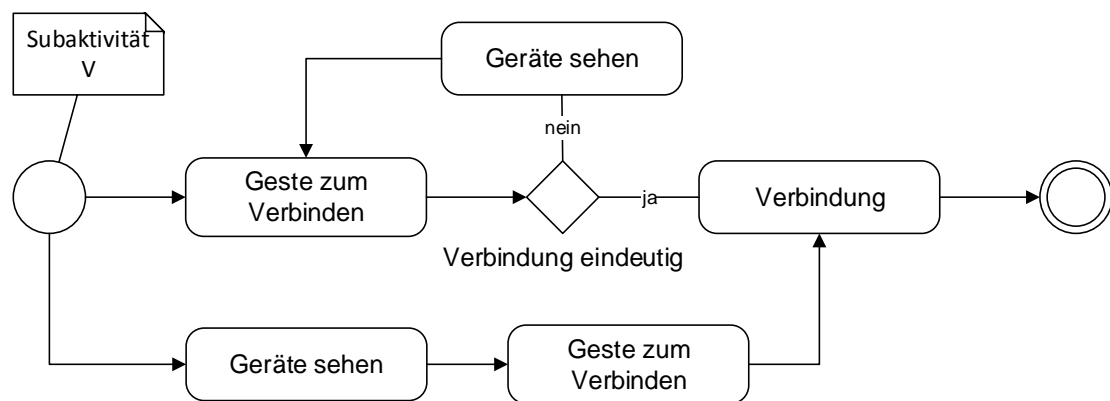 Subaktivität
V
Geräte sehen
nein
Geste zum
Verbinden
ja
Verbindung
Verbindung eindeutig
Geräte sehen
Geste zum
Verbinden